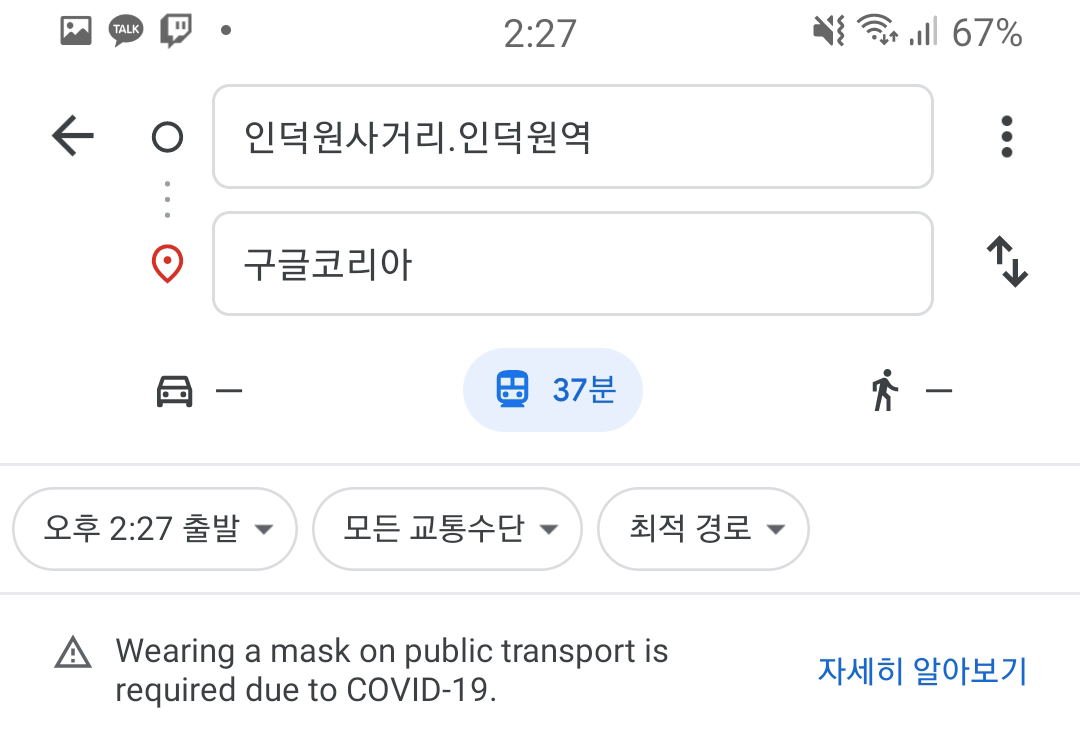 TALK
2:27
67%
인덕원사거리.인덕원역
구글코리아
37분
오후 2:27 출발
모든 교통수단
최적 경로
Wearing a mask on public transport is
required due to COVID-19.
자세히 알아보기